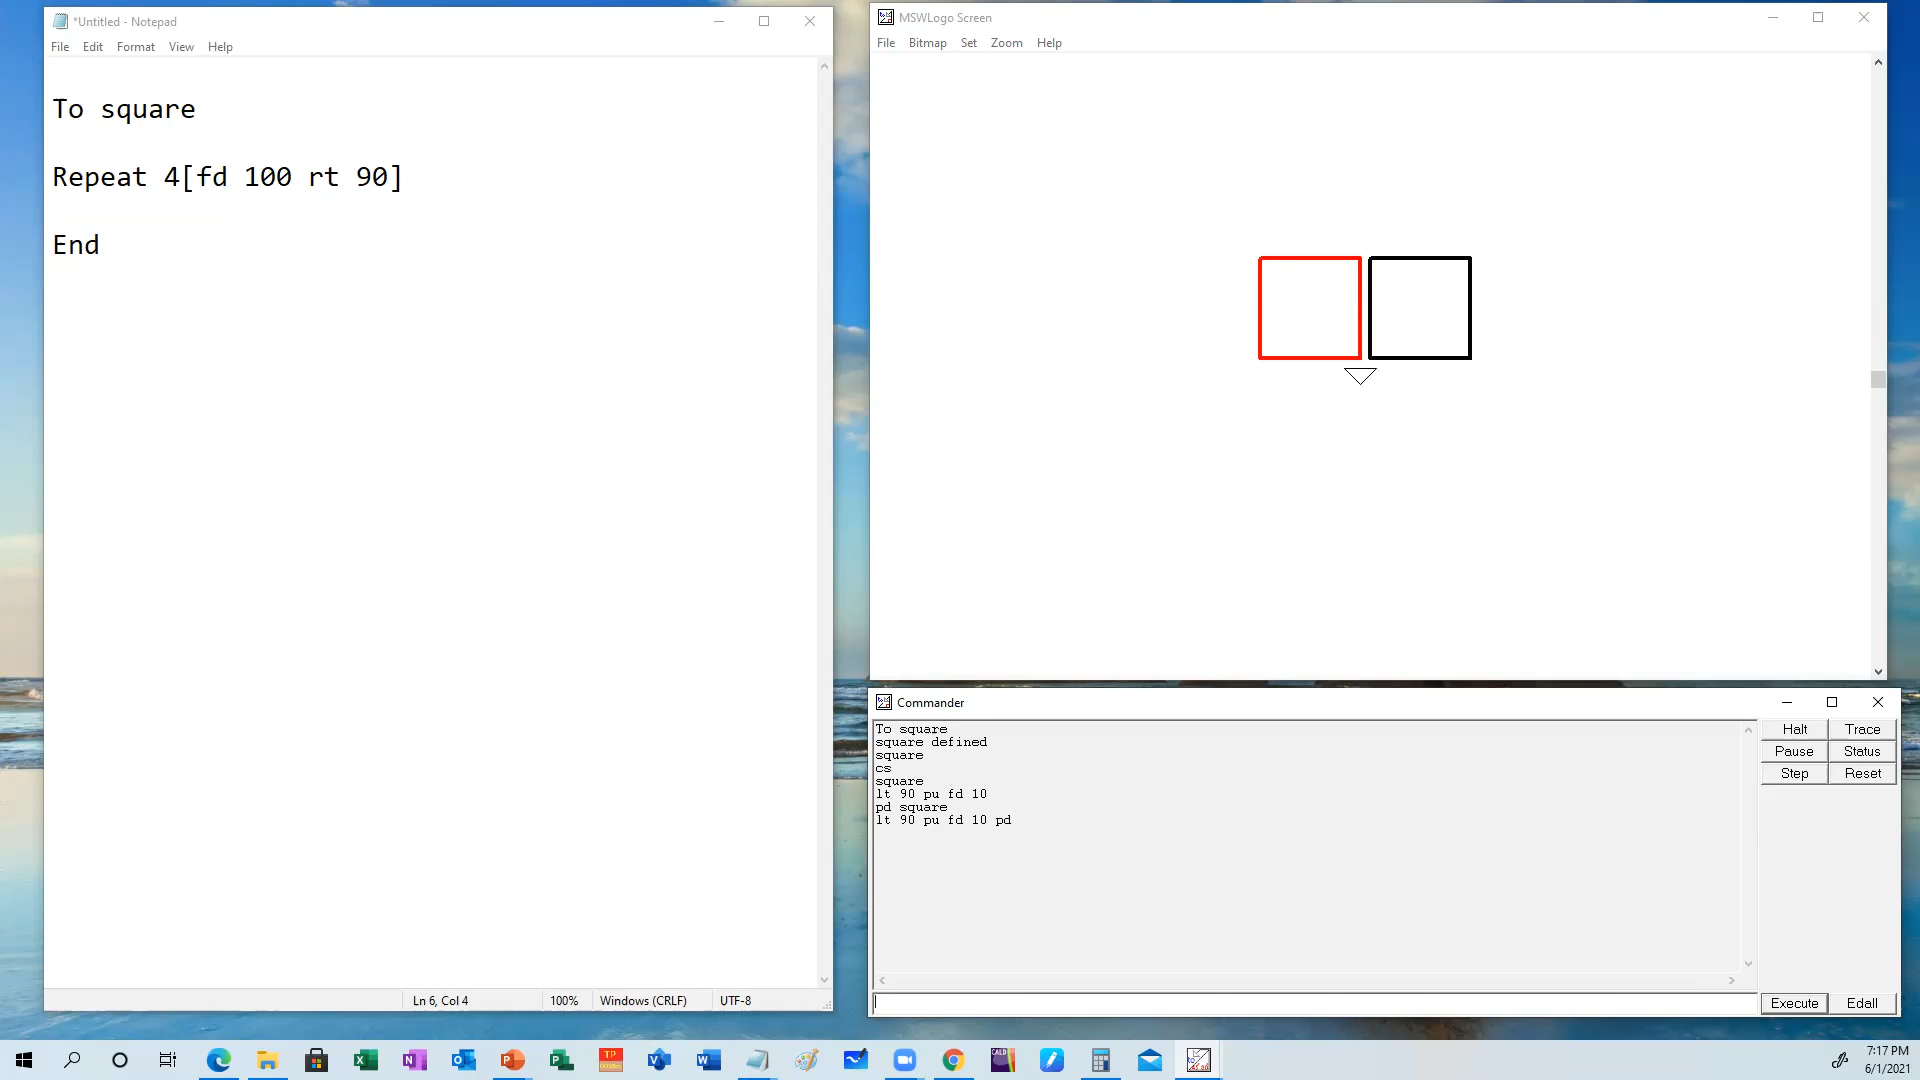 *Untitled - Notepad
File Edit Format View Help
To square
Repeat 4[fd 100 rt 90]
End
Ln 6, Col 4 100% Windows (CRLF) UTF-8
MSWLogo Screen
File Bitmap Set Zoom Help
Commander
To square
square defined
square
cs
square
lt 90 pu fd 10
pd square
lt 90 pu fd 10 pd
Halt Trace
Pause Status
Step Reset
Execute Edall
7:17 PM
6/1/2021